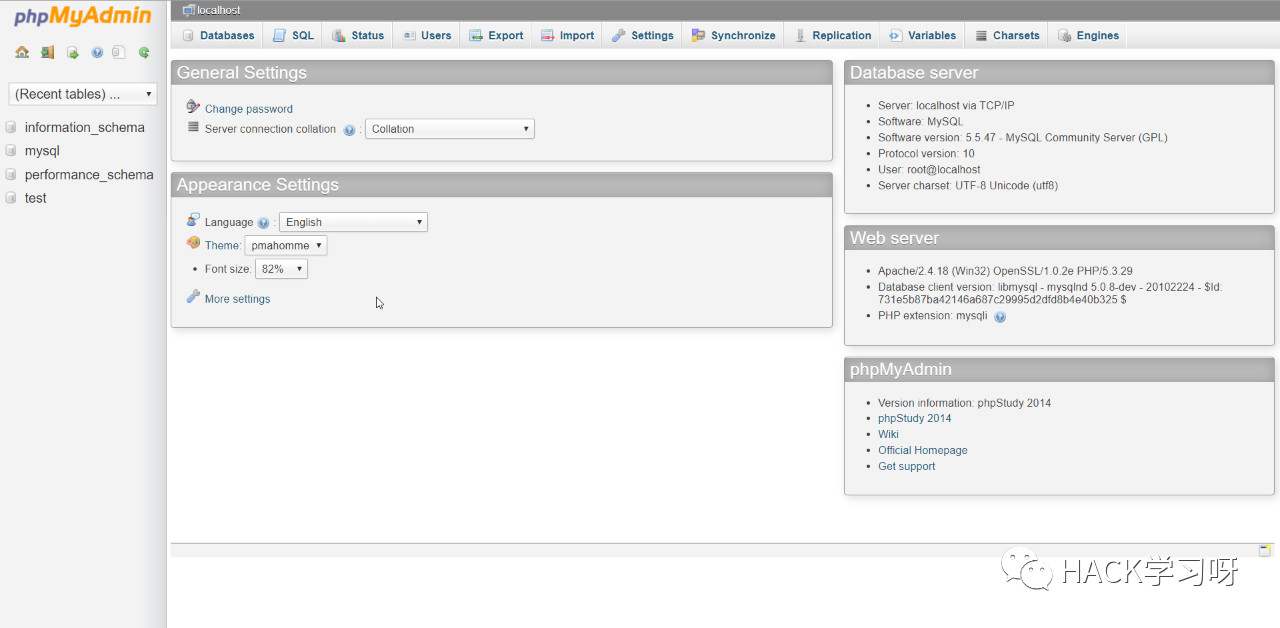 phpMyAdmin
(Recent tables) ...
information_schema
mysql
performance_schema
test
localhost
Databases SQL Status Users Export Import Settings Synchronize Replication Variables Charsets Engines
General Settings
Change password
Server connection collation : Collation
Appearance Settings
Language : English
Theme: pmahomme
Font size: 82%
More settings
Database server
Server: localhost via TCP/IP
Software: MySQL
Software version: 5.5.47 - MySQL Community Server (GPL)
Protocol version: 10
User: root@localhost
Server charset: UTF-8 Unicode (utf8)
Web server
Apache/2.4.18 (Win32) OpenSSL/1.0.2e PHP/5.3.29
Database client version: libmysql - mysqlnd 5.0.8-dev - 20102224 - $Id:
731e5b87ba42146a687c29995d2dfd8b4e40b325 $
PHP extension: mysqli
phpMyAdmin
Version information: phpStudy 2014
phpStudy 2014
Wiki
Official Homepage
Get support
HACK学习呀